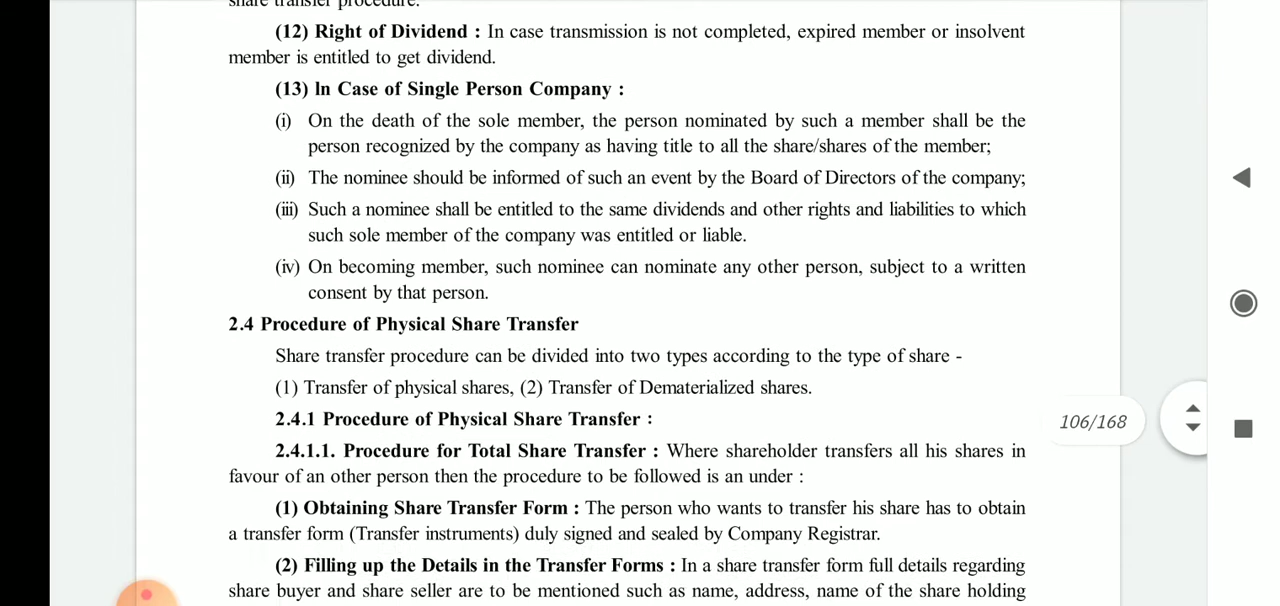 share transfer procedure.
(12) Right of Dividend : In case transmission is not completed, expired member or insolvent
member is entitled to get dividend.
(13) ln Case of Single Person Company :
(i) On the death of the sole member, the person nominated by such a member shall be the
person recognized by the company as having title to all the share/shares of the member;
(ii) The nominee should be informed of such an event by the Board of Directors of the company;
(iii) Such a nominee shall be entitled to the same dividends and other rights and liabilities to which
such sole member of the company was entitled or liable.
(iv) On becoming member, such nominee can nominate any other person, subject to a written
consent by that person.
2.4 Procedure of Physical Share Transfer
Share transfer procedure can be divided into two types according to the type of share -
(1) Transfer of physical shares, (2) Transfer of Dematerialized shares.
2.4.1 Procedure of Physical Share Transfer :
106/168
2.4.1.1. Procedure for Total Share Transfer : Where shareholder transfers all his shares in
favour of an other person then the procedure to be followed is an under :
(1) Obtaining Share Transfer Form : The person who wants to transfer his share has to obtain
a transfer form (Transfer instruments) duly signed and sealed by Company Registrar.
(2) Filling up the Details in the Transfer Forms : In a share transfer form full details regarding
share buyer and share seller are to be mentioned such as name, address, name of the share holding